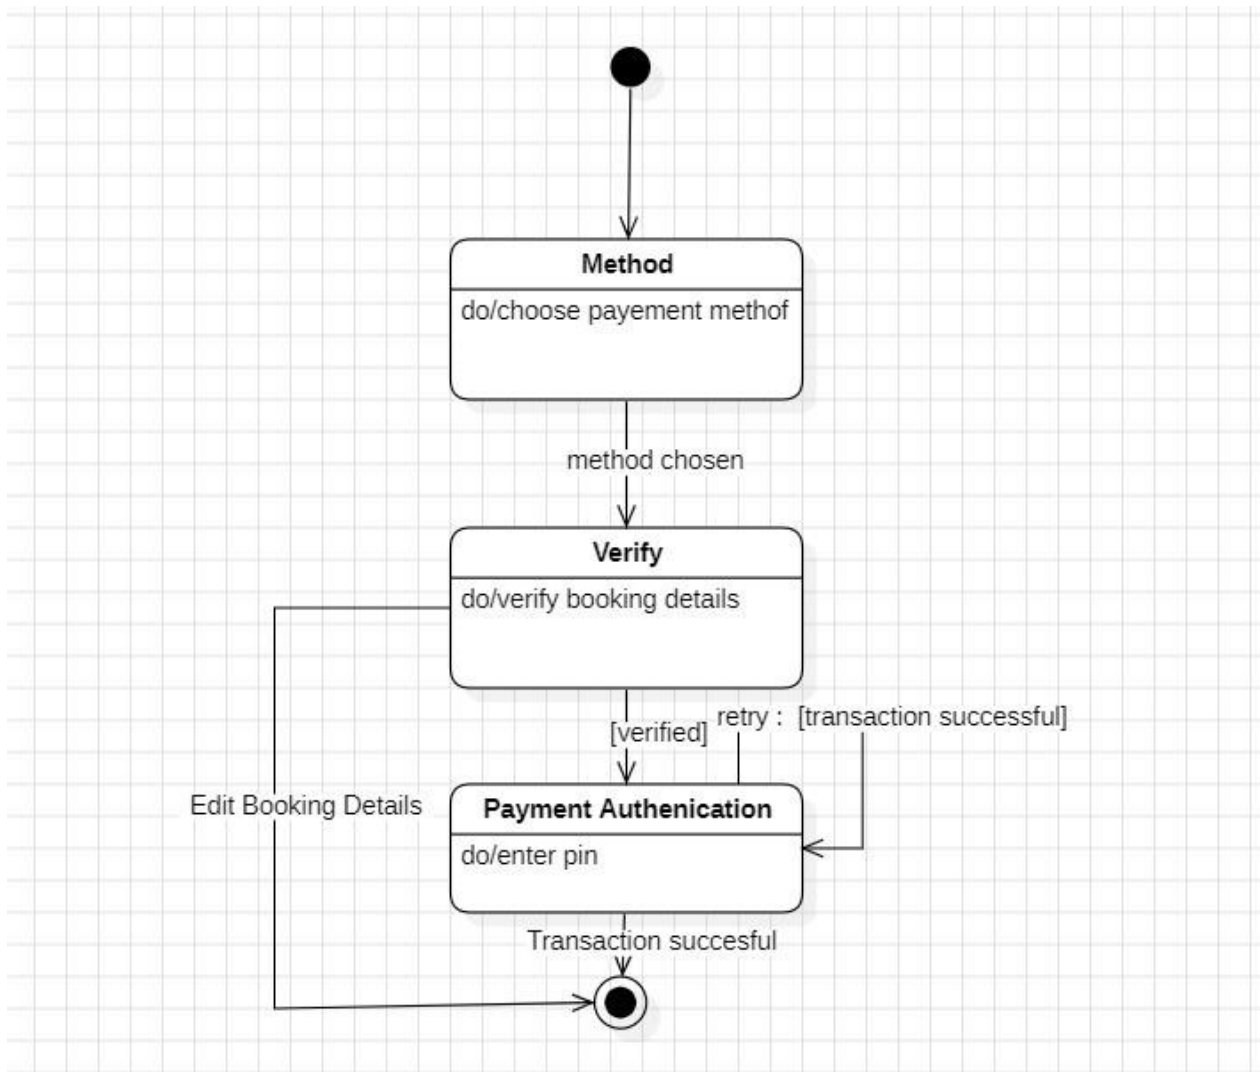 Method
do/choose payement methof
method chosen
Verify
do/verify booking details
[verified]
retry : [transaction successful]
Edit Booking Details
Payment Authenication
do/enter pin
Transaction succesful